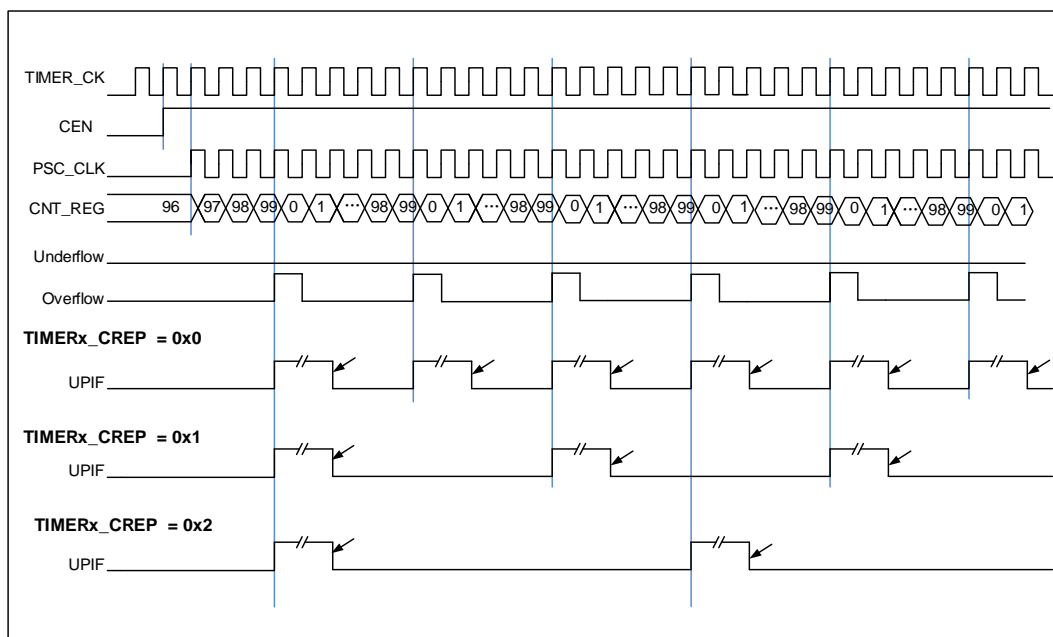 TIMER_CK
CEN
PSC_CLK
CNT_REG 96 97 98 99 0 1 ... 98 99 0 1 ... 98 99 0 1 ... 98 99 0 1 ... 98 99 0 1 ... 98 99 0 1
Underflow
Overflow
TIMERx_CREP = 0x0
UPIF
TIMERx_CREP = 0x1
UPIF
TIMERx_CREP = 0x2
UPIF